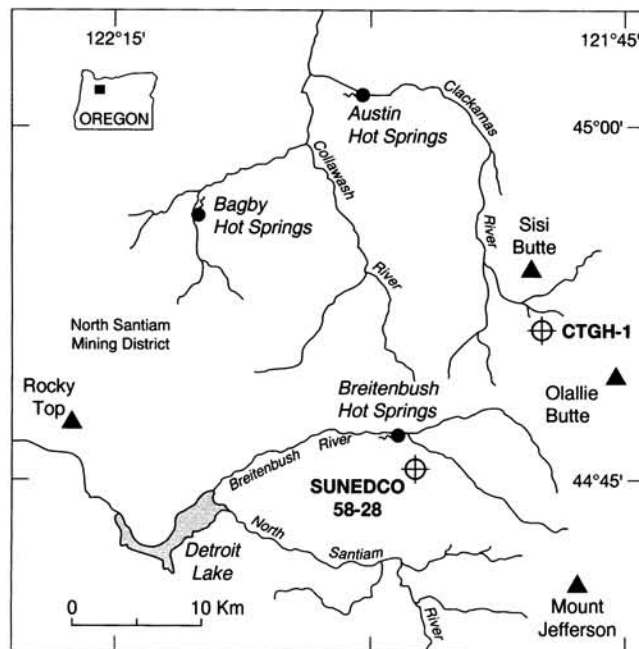 122°15'
121°45'
OREGON
Austin
Hot Springs
Clackamas
River
45°00'
Collawash
River
Bagby
Hot Springs
Sisi
Butte
North Santiam
Mining District
CTGH-1
Rocky
Top
Breitenbush
Hot Springs
Olallie
Butte
Breitenbush River
SUNEDCO
58-28
44°45'
Detroit
Lake
North Santiam River
0 10 Km
Mount
Jefferson